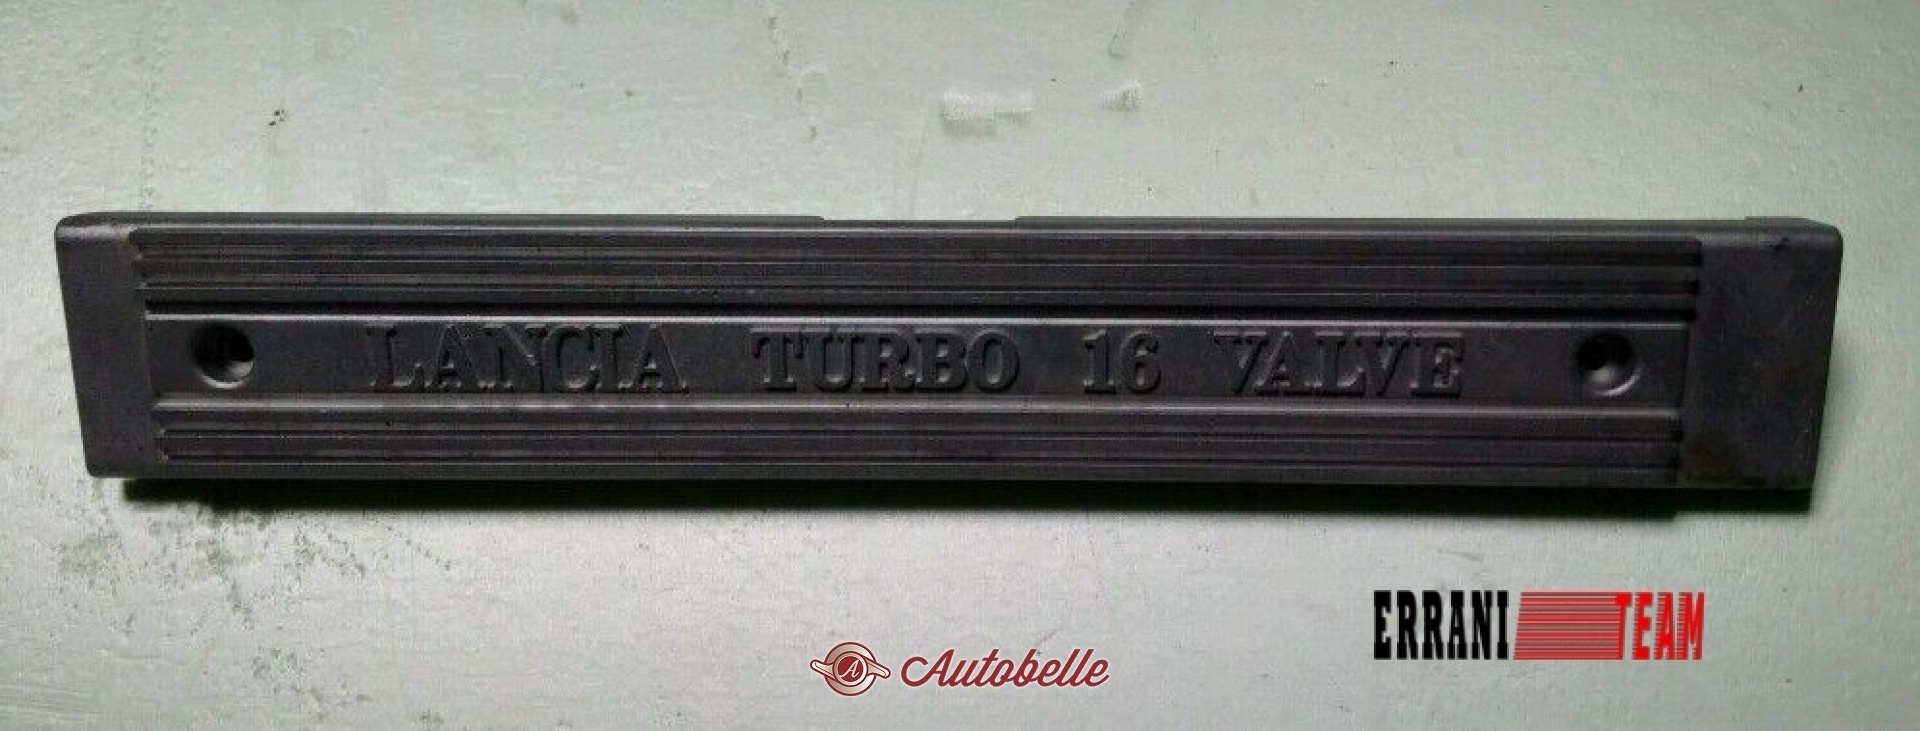 LANCIA TURBO 16 VALVE
ERRANI TEAM
A Autobelle